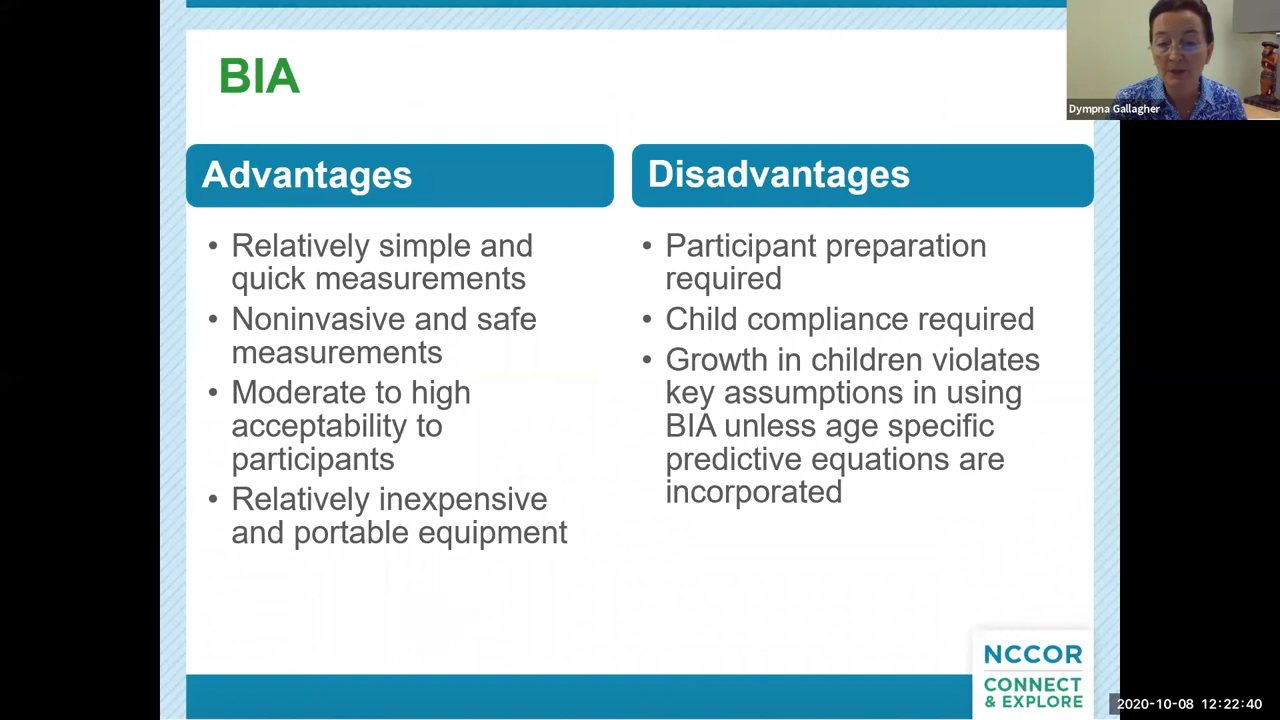 BIA
Dympna Gallagher
Advantages
• Relatively simple and
quick measurements
• Noninvasive and safe
measurements
• Moderate to high
acceptability to
participants
• Relatively inexpensive
and portable equipment
Disadvantages
• Participant preparation
required
• Child compliance required
• Growth in children violates
key assumptions in using
BIA unless age specific
predictive equations are
incorporated
NCCOR
CONNECT
& EXPLORE
2020-10-08 12:22:40